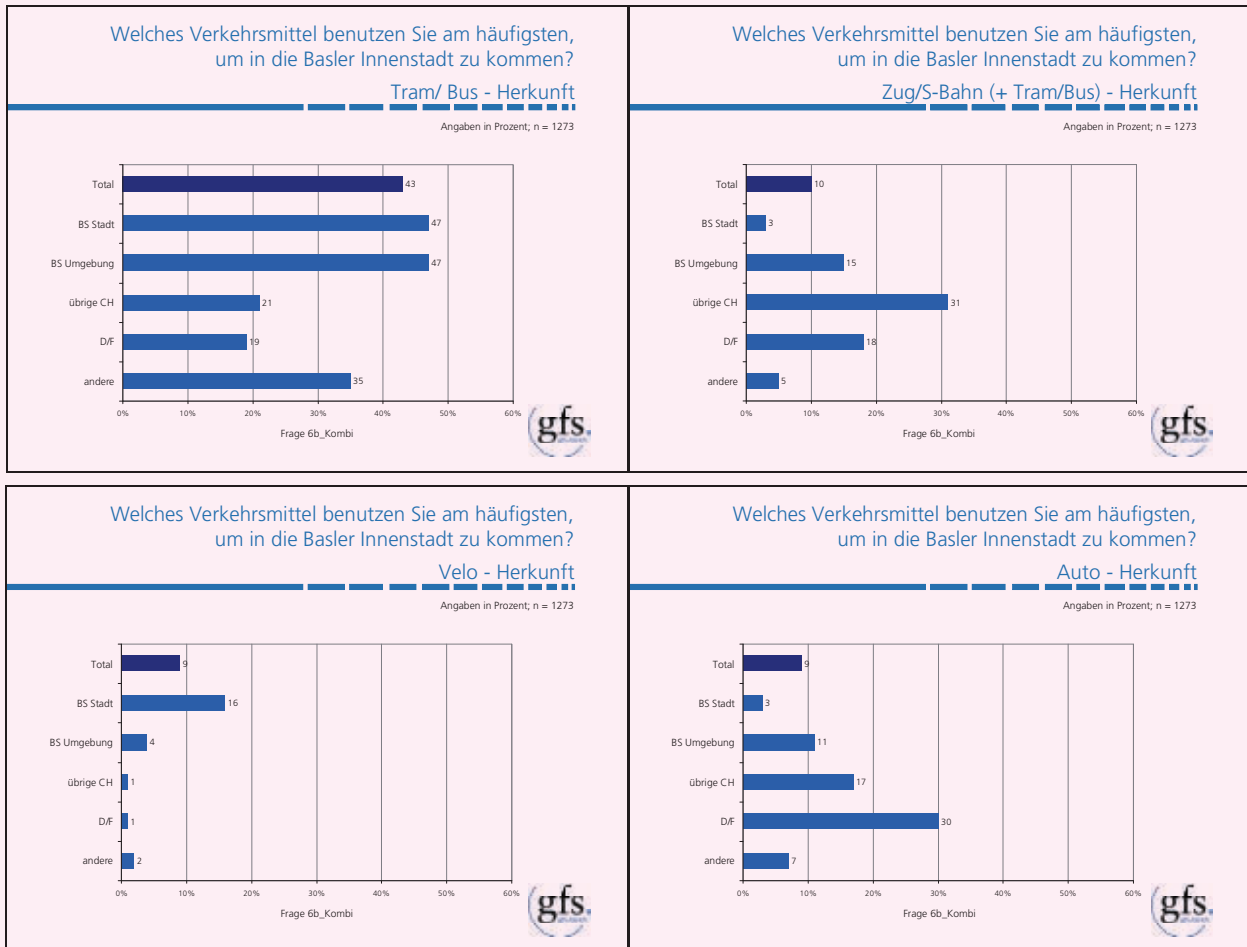 Welches Verkehrsmittel benutzen Sie am häufigsten,
um in die Basler Innenstadt zu kommen?
Tram/ Bus - Herkunft
Angaben in Prozent; n = 1273
Total 43
BS Stadt 47
BS Umgebung 47
übrige CH 21
D/F 19
andere 35
0% 10% 20% 30% 40% 50% 60%
Frage 6b_Kombi
gfs.
Welches Verkehrsmittel benutzen Sie am häufigsten,
um in die Basler Innenstadt zu kommen?
Zug/S-Bahn (+ Tram/Bus) - Herkunft
Angaben in Prozent; n = 1273
Total 10
BS Stadt 3
BS Umgebung 15
übrige CH 31
D/F 18
andere 5
0% 10% 20% 30% 40% 50% 60%
Frage 6b_Kombi
gfs.
Welches Verkehrsmittel benutzen Sie am häufigsten,
um in die Basler Innenstadt zu kommen?
Velo - Herkunft
Angaben in Prozent; n = 1273
Total 9
BS Stadt 16
BS Umgebung 4
übrige CH 1
D/F 1
andere 2
0% 10% 20% 30% 40% 50% 60%
Frage 6b_Kombi
gfs.
Welches Verkehrsmittel benutzen Sie am häufigsten,
um in die Basler Innenstadt zu kommen?
Auto - Herkunft
Angaben in Prozent; n = 1273
Total 9
BS Stadt 3
BS Umgebung 11
übrige CH 17
D/F 30
andere 7
0% 10% 20% 30% 40% 50% 60%
Frage 6b_Kombi
gfs.